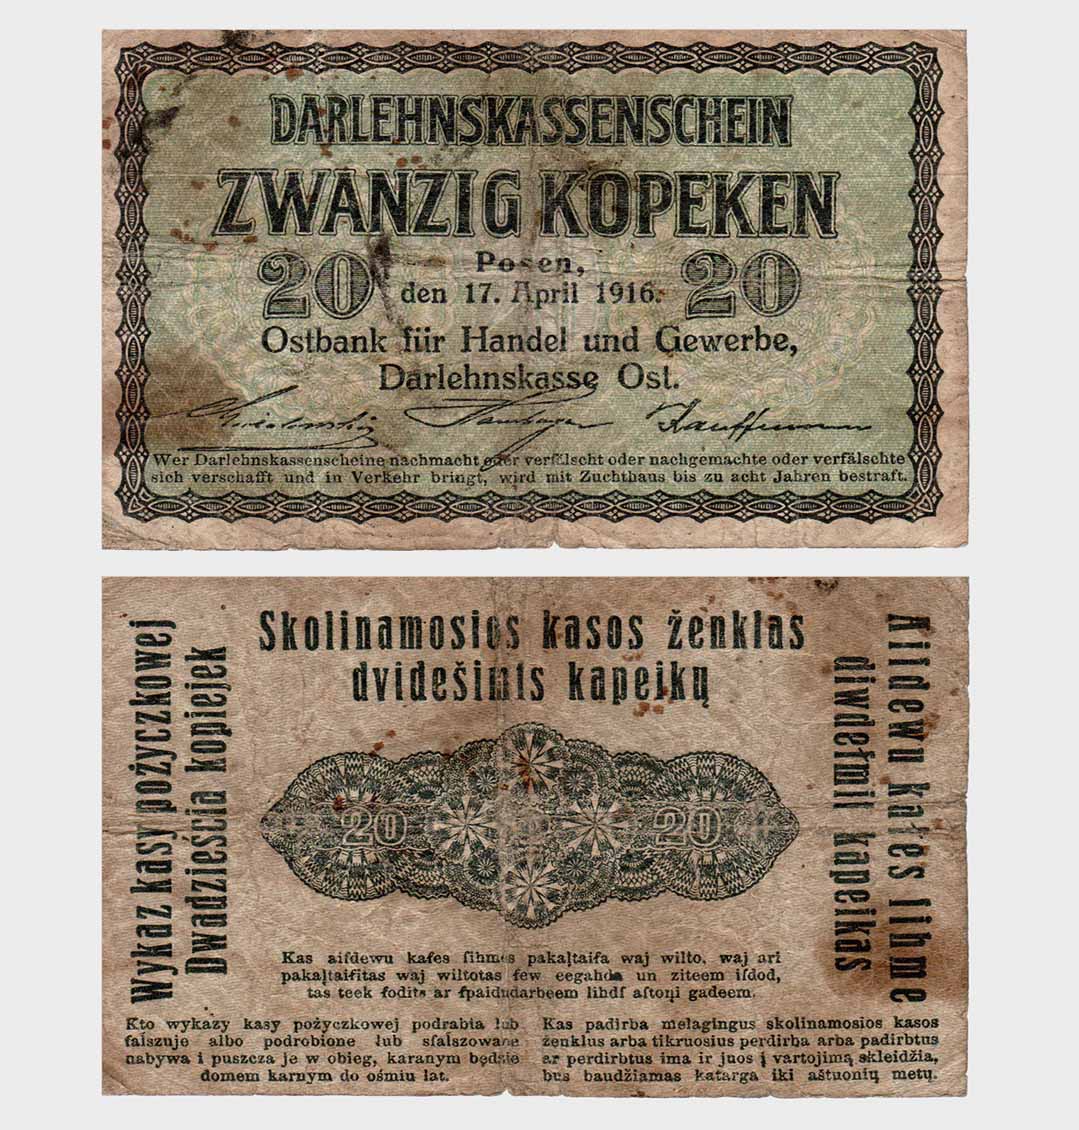 DARLEHNSKASSENSCHEIN
ZWANZIG KOPEKEN
20
Posen,
den 17. April 1916.
20
Ostbank für Handel und Gewerbe,
Darlehnskasse Ost.
Kauffmann
Wer Darlehnskassenscheine nachmacht oder verfälscht oder nachgemachte oder verfälschte
sich verschafft und in Verkehr bringt, wird mit Zuchthaus bis zu acht Jahren bestraft.
Wykaz kasy pożyczkowej
Dwadzieścia kopiejek
Skolinamosios kasos ženklas
dvidešimts kapeikų
Aiſdewu kaſes ſihme
diwdeſmit kapeikas
20
20
Kas aiſdewu kaſes ſihmes pakaļtaiſa waj wilto, waj ari
pakaļtaiſitas waj wiltotas ſew eegahda un ziteem iſdod,
tas teek ſodits ar ſpaidudarbeem lihdſ aſtoņi gadeem.
Kto wykazy kasy pożyczkowej podrabia lub
fałszuje albo podrobione lub sfałszowane
nabywa i puszcza je w obieg, karanym będzie
domem karnym do ośmiu lat.
Kas padirba melagingus skolinamosios kasos
ženklus arba tikruosius perdirba arba padirbtus
ar perdirbtus ima ir juos į vartojimą skleidžia,
bus baudžiamas katarga iki aštuonių metų.